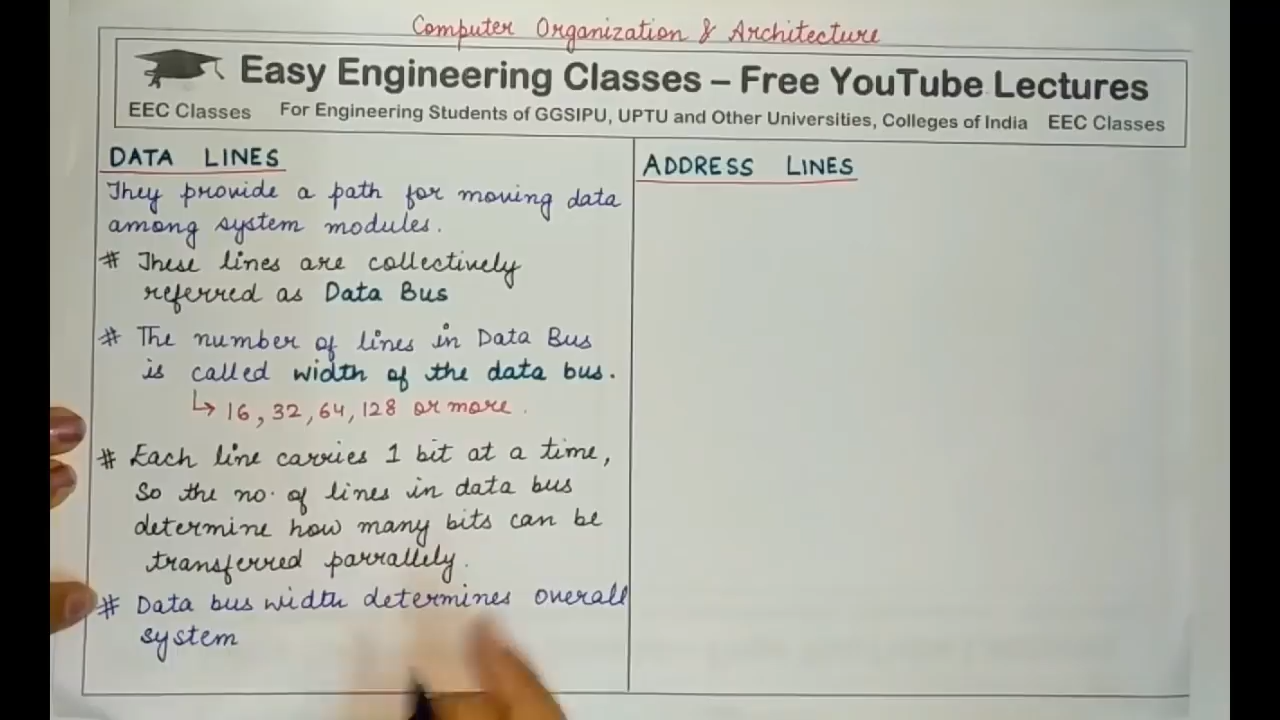 Computer Organization & Architecture
Easy Engineering Classes – Free YouTube Lectures
EEC Classes For Engineering Students of GGSIPU, UPTU and Other Universities, Colleges of India EEC Classes
DATA LINES
They provide a path for moving data
among system modules.
# These lines are collectively
referred as Data Bus
# The number of lines in Data Bus
is called width of the data bus.
↳ 16, 32, 64, 128 or more.
# Each line carries 1 bit at a time,
So the no. of lines in data bus
determine how many bits can be
transferred parrallely.
# Data bus width determines overall
system
ADDRESS LINES